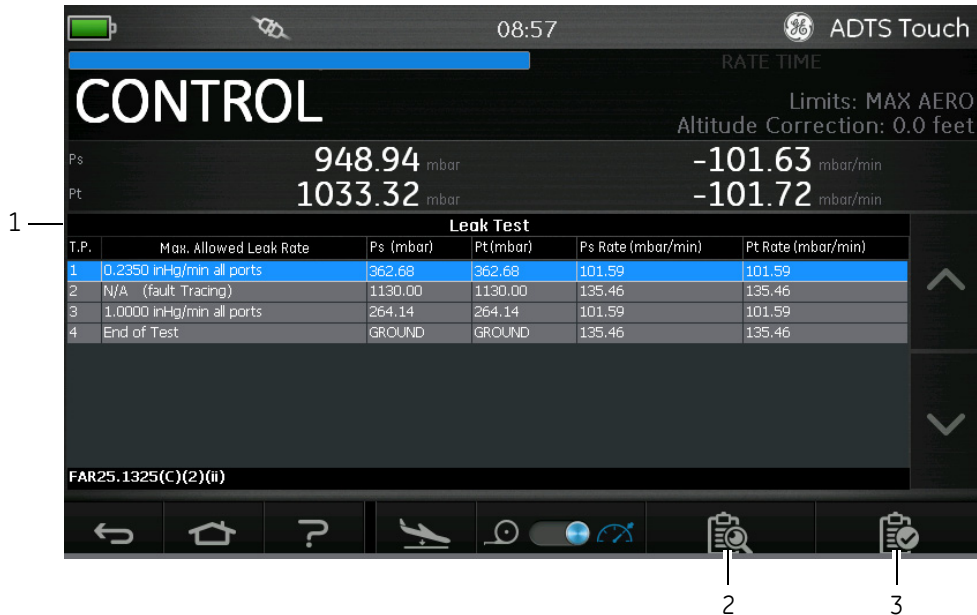 08:57 ADTS Touch
RATE TIME
CONTROL
Limits: MAX AERO
Altitude Correction: 0.0 feet
Ps 948.94 mbar -101.63 mbar/min
Pt 1033.32 mbar -101.72 mbar/min
1
Leak Test
T.P. Max. Allowed Leak Rate Ps (mbar) Pt(mbar) Ps Rate(mbar/min) Pt Rate(mbar/min)
1 0.2350 inHg/min all ports 362.68 362.68 101.59 101.59
2 N/A (fault Tracing) 1130.00 1130.00 135.46 135.46
3 1.0000 inHg/min all ports 264.14 264.14 101.59 101.59
4 End of Test GROUND GROUND 135.46 135.46
FAR25.1325(C)(2)(ii)
?
2 3